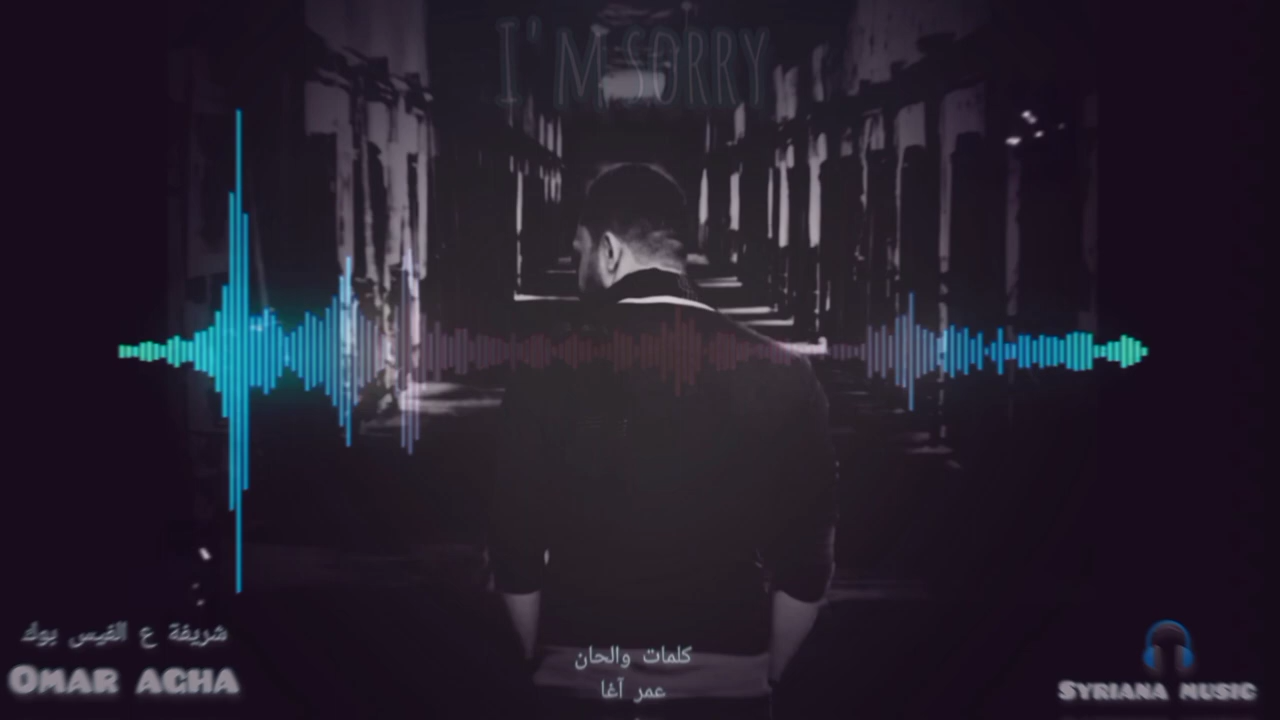 I'M SORRY
شريفة ع الفيس بوك
OMAR AGHA
كلمات والحان
عمر آغا
SYRIANA MUSIC